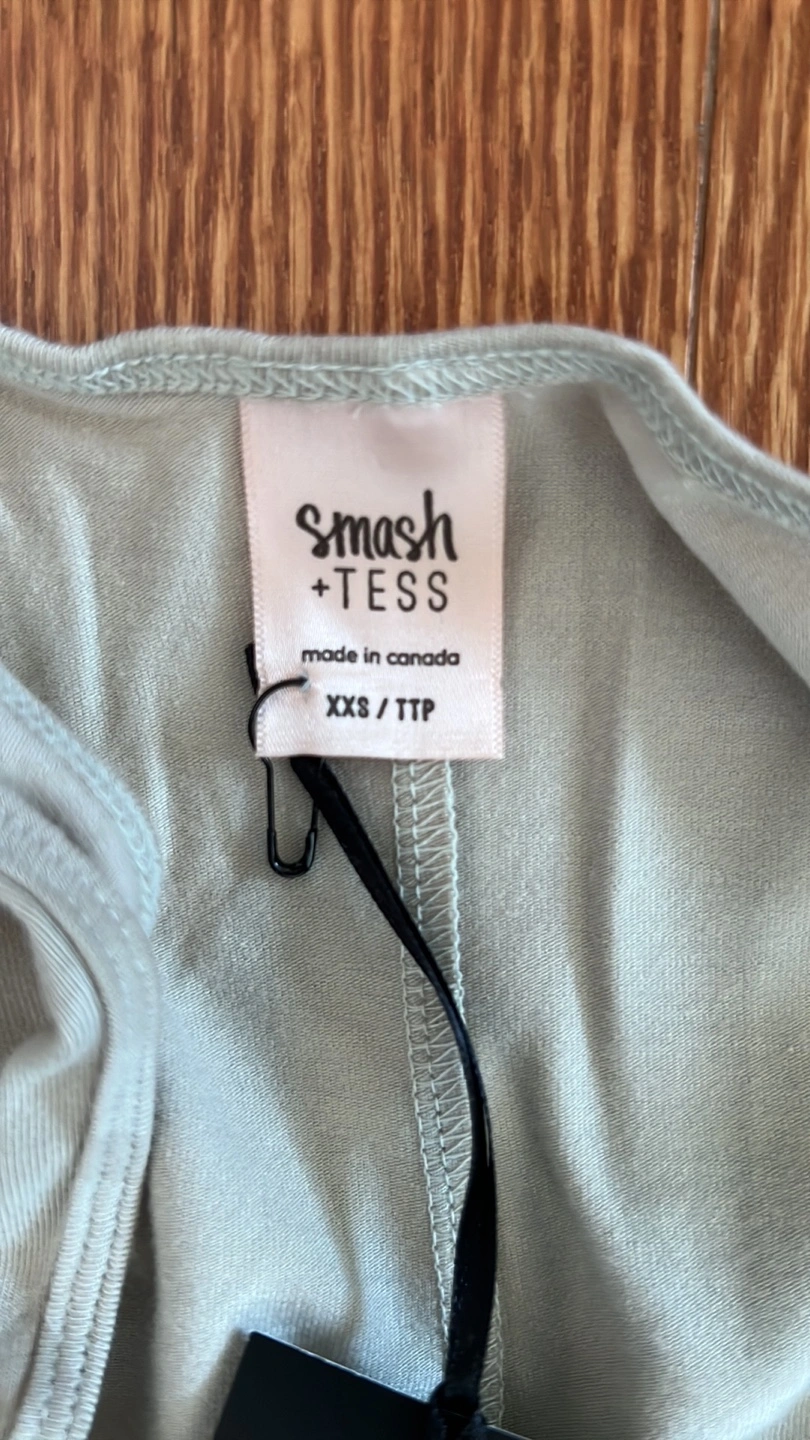 smash
+TESS
made in canada
XXS / TTP